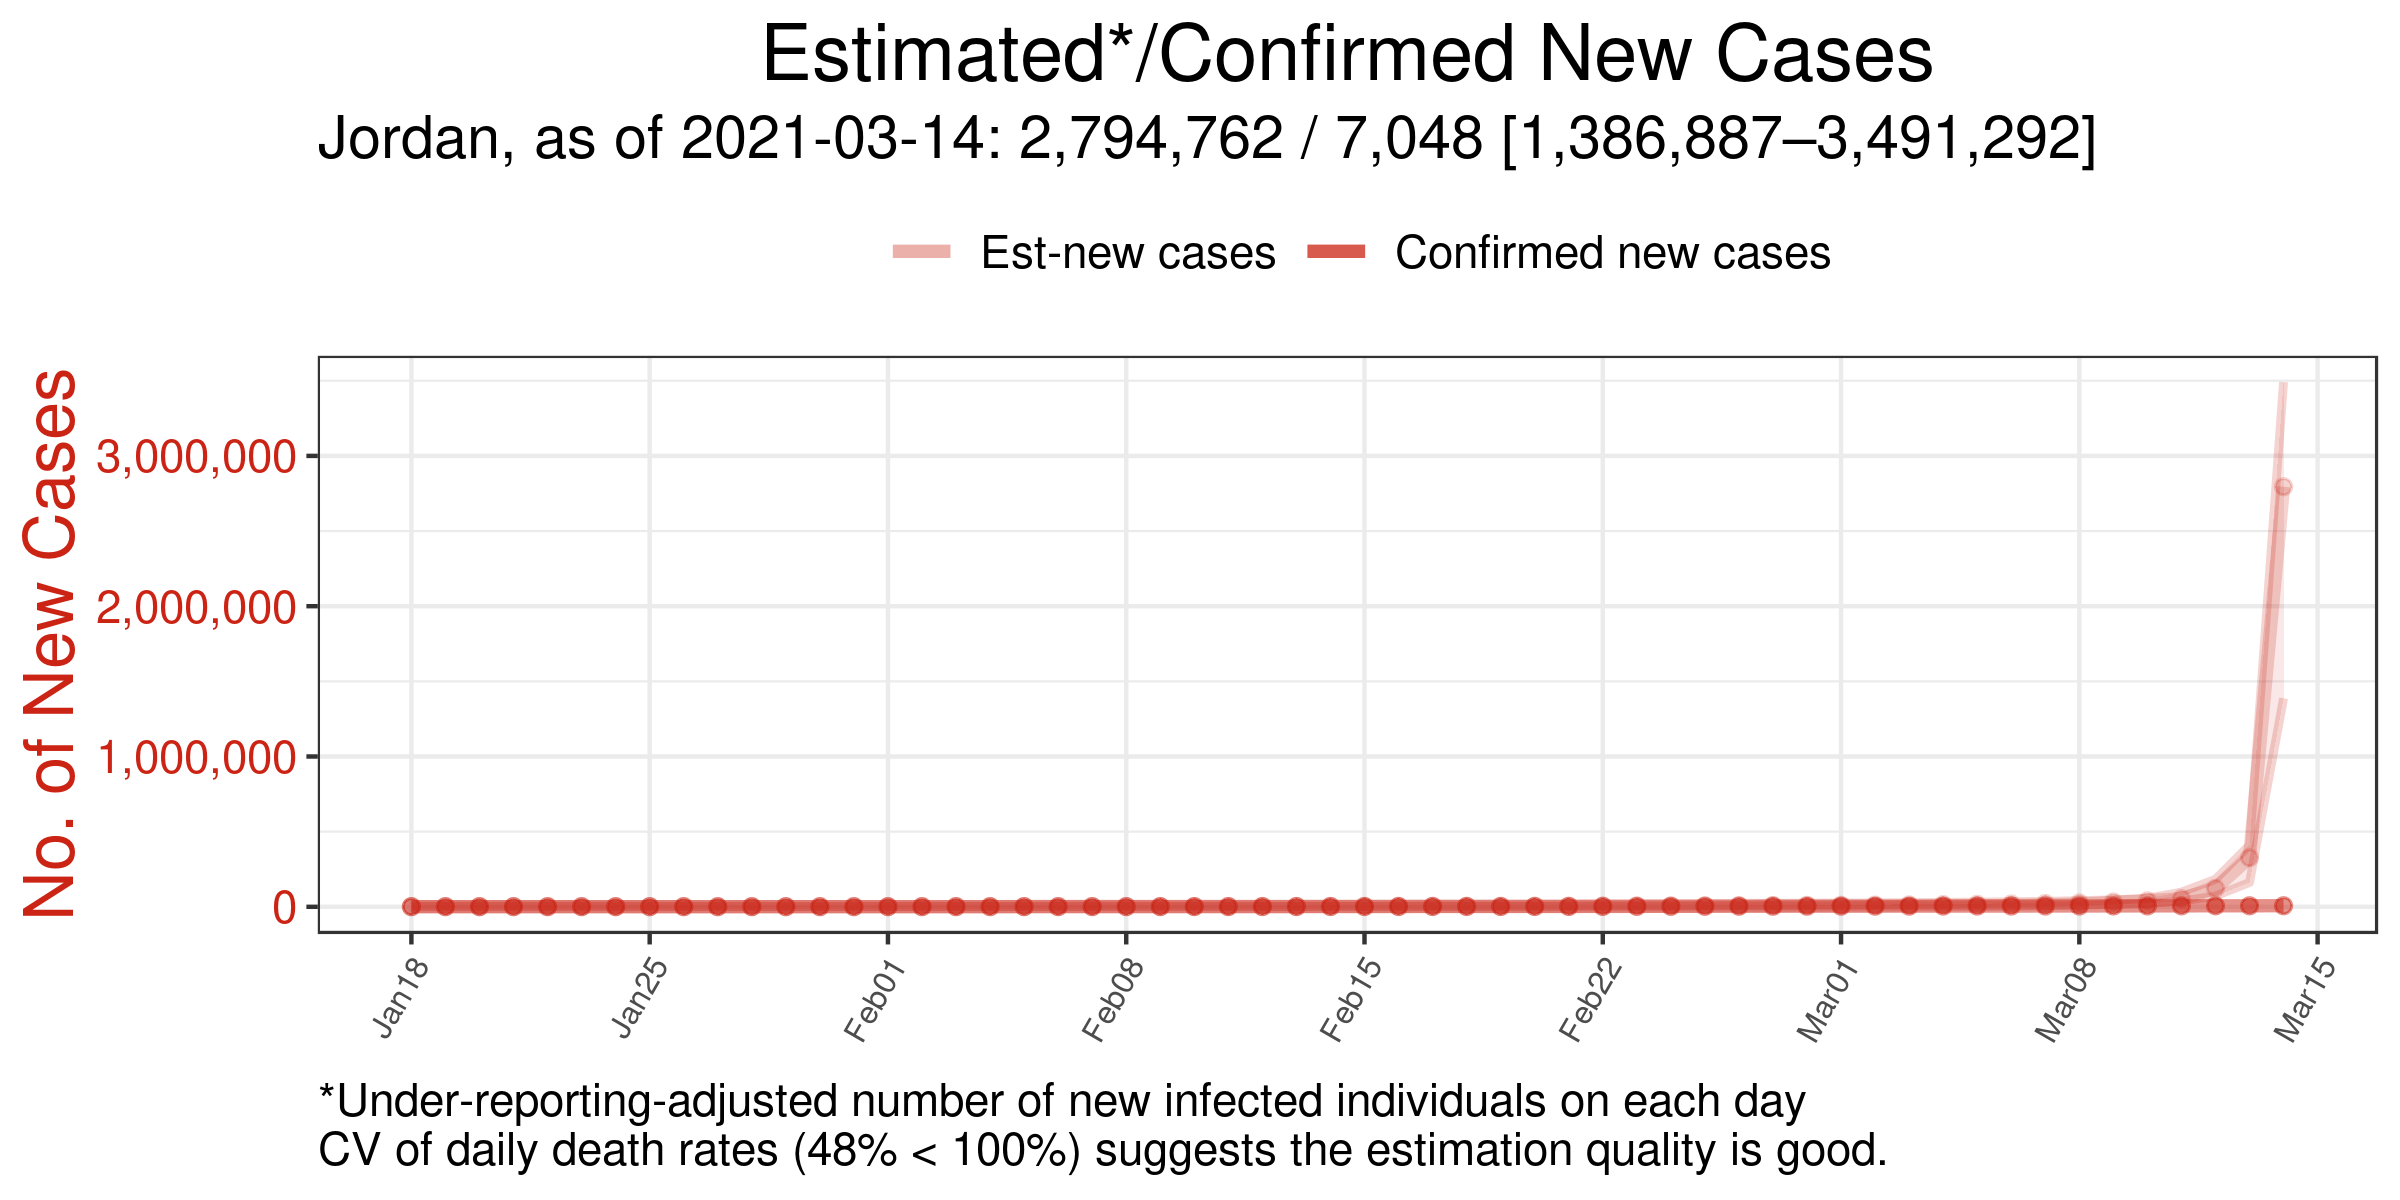 Estimated*/Confirmed New Cases
Jordan, as of 2021-03-14: 2,794,762 / 7,048 [1,386,887–3,491,292]
Est-new cases
Confirmed new cases
No. of New Cases
3,000,000
2,000,000
1,000,000
0
Jan18
Jan25
Feb01
Feb08
Feb15
Feb22
Mar01
Mar08
Mar15
*Under-reporting-adjusted number of new infected individuals on each day
CV of daily death rates (48% < 100%) suggests the estimation quality is good.